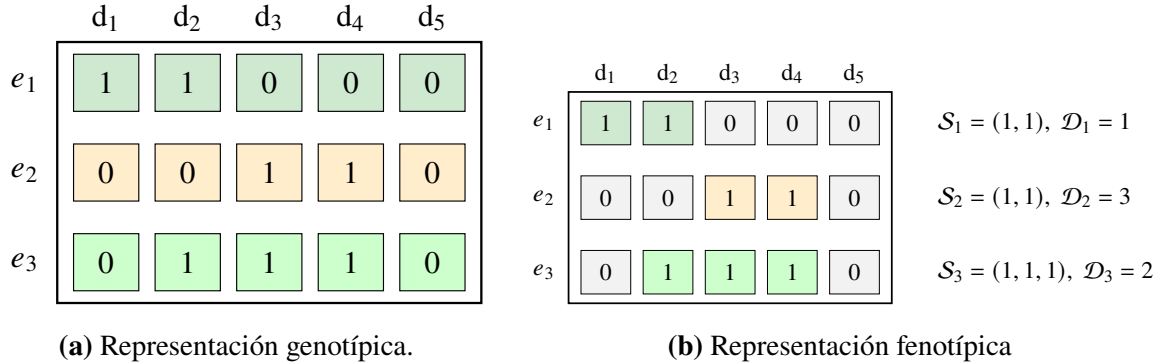 d₁ d₂ d₃ d₄ d₅
e₁ 1 1 0 0 0
e₂ 0 0 1 1 0
e₃ 0 1 1 1 0
(a) Representación genotípica.
d₁ d₂ d₃ d₄ d₅
e₁ 1 1 0 0 0 𝒮₁ = (1, 1), 𝒟₁ = 1
e₂ 0 0 1 1 0 𝒮₂ = (1, 1), 𝒟₂ = 3
e₃ 0 1 1 1 0 𝒮₃ = (1, 1, 1), 𝒟₃ = 2
(b) Representación fenotípica